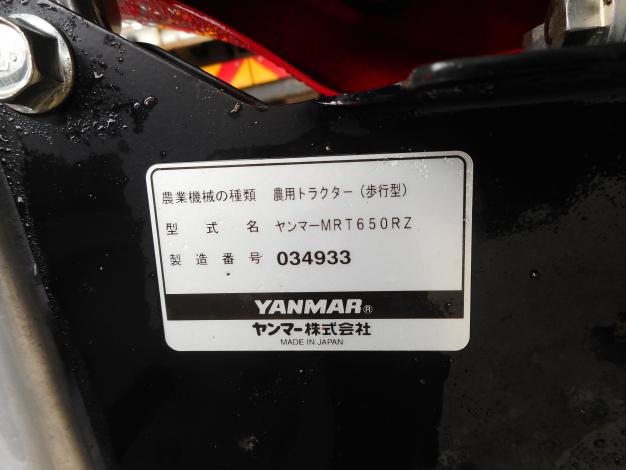 農業機械の種類 農用トラクター(歩行型)
型式名 ヤンマーMRT650RZ
製造番号 034933
YANMAR®
ヤンマー株式会社
MADE IN JAPAN